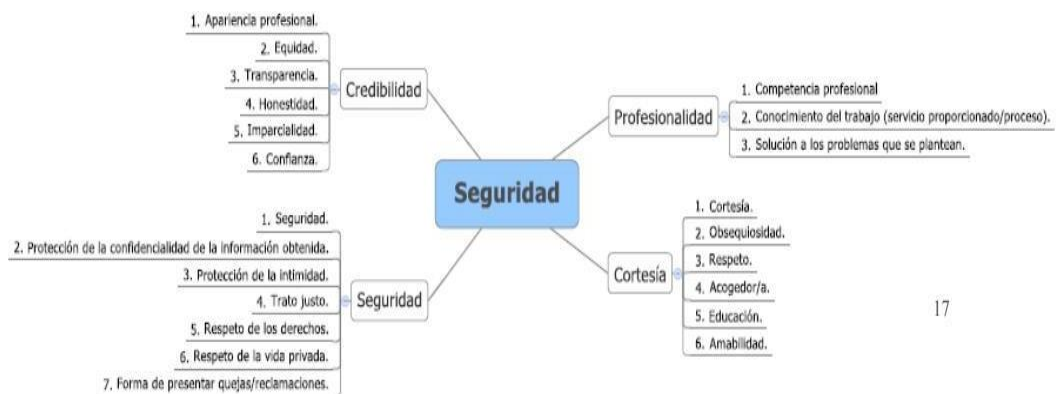 Seguridad
Credibilidad
1. Apariencia profesional.
2. Equidad.
3. Transparencia.
4. Honestidad.
5. Imparcialidad.
6. Confianza.
Profesionalidad
1. Competencia profesional
2. Conocimiento del trabajo (servicio proporcionado/proceso).
3. Solución a los problemas que se plantean.
Seguridad
1. Seguridad.
2. Protección de la confidencialidad de la información obtenida.
3. Protección de la intimidad.
4. Trato justo.
5. Respeto de los derechos.
6. Respeto de la vida privada.
7. Forma de presentar quejas/reclamaciones.
Cortesía
1. Cortesía.
2. Obsequiosidad.
3. Respeto.
4. Acogedor/a.
5. Educación.
6. Amabilidad.
17